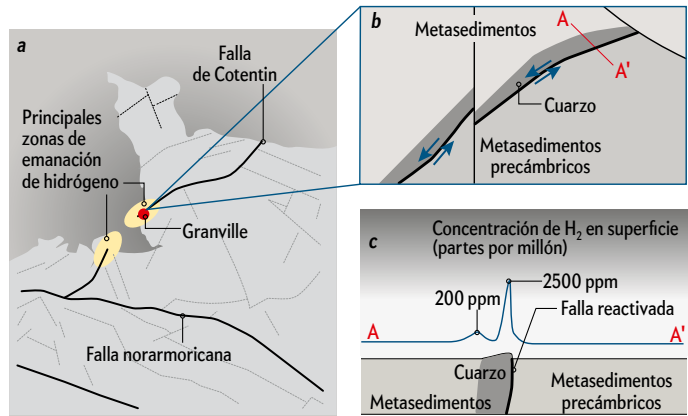 a
Falla
de Cotentin
Principales
zonas de
emanación
de hidrógeno
Granville
Falla norarmoricana
b
Metasedimentos
A
A'
Cuarzo
Metasedimentos
precámbricos
c
Concentración de H₂ en superficie
(partes por millón)
2500 ppm
200 ppm
Falla reactivada
A
A'
Cuarzo
Metasedimentos
Metasedimentos
precámbricos